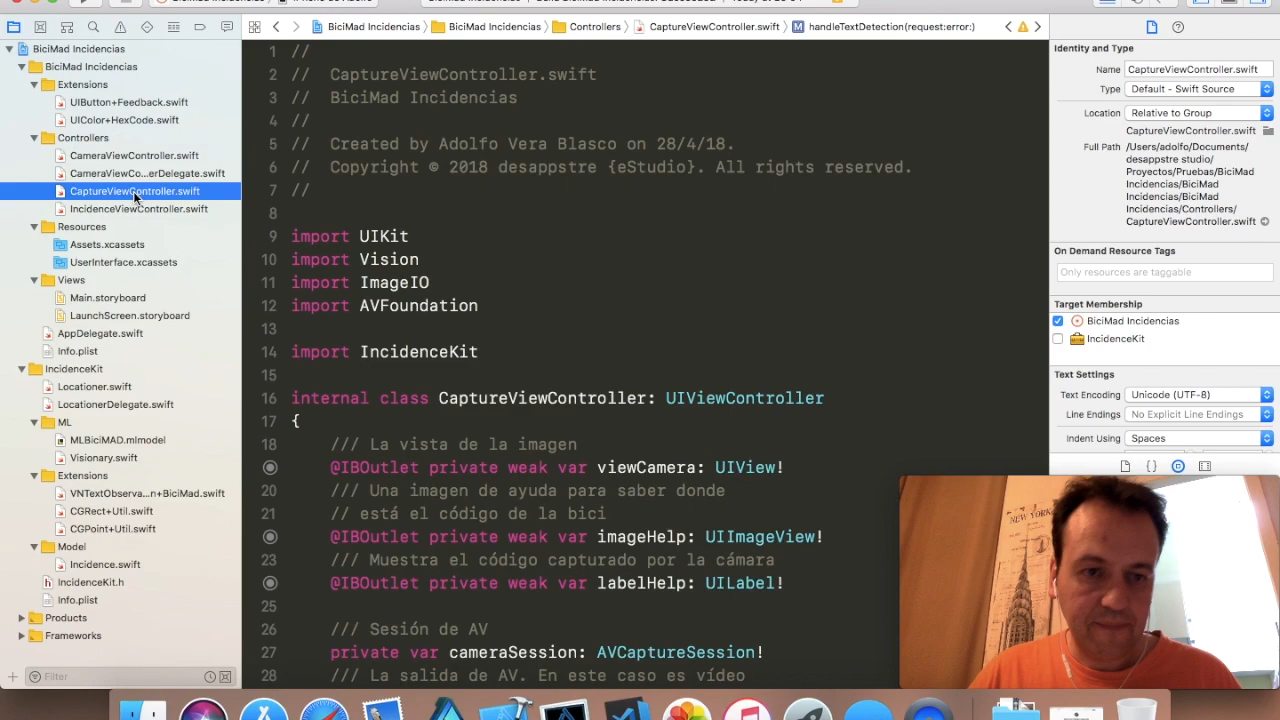 BiciMad Incidencias
BiciMad Incidencias
Controllers
CaptureViewController.swift
handleTextDetection(request:error:)
BiciMad Incidencias
BiciMad Incidencias
Extensions
UIButton+Feedback.swift
UIColor+HexCode.swift
Controllers
CameraViewController.swift
CameraViewCo...erDelegate.swift
CaptureViewController.swift
IncidenceViewController.swift
Resources
Assets.xcassets
UserInterface.xcassets
Views
Main.storyboard
LaunchScreen.storyboard
AppDelegate.swift
Info.plist
IncidenceKit
Locationer.swift
LocationerDelegate.swift
ML
MLBiciMAD.mlmodel
Visionary.swift
Extensions
VNTextObserva...n+BiciMad.swift
CGRect+Util.swift
CGPoint+Util.swift
Model
Incidence.swift
IncidenceKit.h
Info.plist
Products
Frameworks
Filter
1 //
2 // CaptureViewController.swift
3 // BiciMad Incidencias
4 //
5 // Created by Adolfo Vera Blasco on 28/4/18.
6 // Copyright © 2018 desappstre {eStudio}. All rights reserved.
7 //
8
9 import UIKit
10 import Vision
11 import ImageIO
12 import AVFoundation
13
14 import IncidenceKit
15
16 internal class CaptureViewController: UIViewController
17 {
18 /// La vista de la imagen
@IBOutlet private weak var viewCamera: UIView!
20 /// Una imagen de ayuda para saber donde
21 // está el código de la bici
@IBOutlet private weak var imageHelp: UIImageView!
23 /// Muestra el código capturado por la cámara
@IBOutlet private weak var labelHelp: UILabel!
25
26 /// Sesión de AV
27 private var cameraSession: AVCaptureSession!
28 /// La salida de AV. En este caso es vídeo
Identity and Type
Name CaptureViewController.swift
Type Default - Swift Source
Location Relative to Group
CaptureViewController.swift
Full Path /Users/adolfo/Documents/
desappstre studio/
Proyectos/Pruebas/BiciMad
Incidencias/BiciMad
Incidencias/BiciMad
Incidencias/Controllers/
CaptureViewController.swift
On Demand Resource Tags
Only resources are taggable
Target Membership
BiciMad Incidencias
IncidenceKit
Text Settings
Text Encoding Unicode (UTF-8)
Line Endings No Explicit Line Endings
Indent Using Spaces
NEW YORK